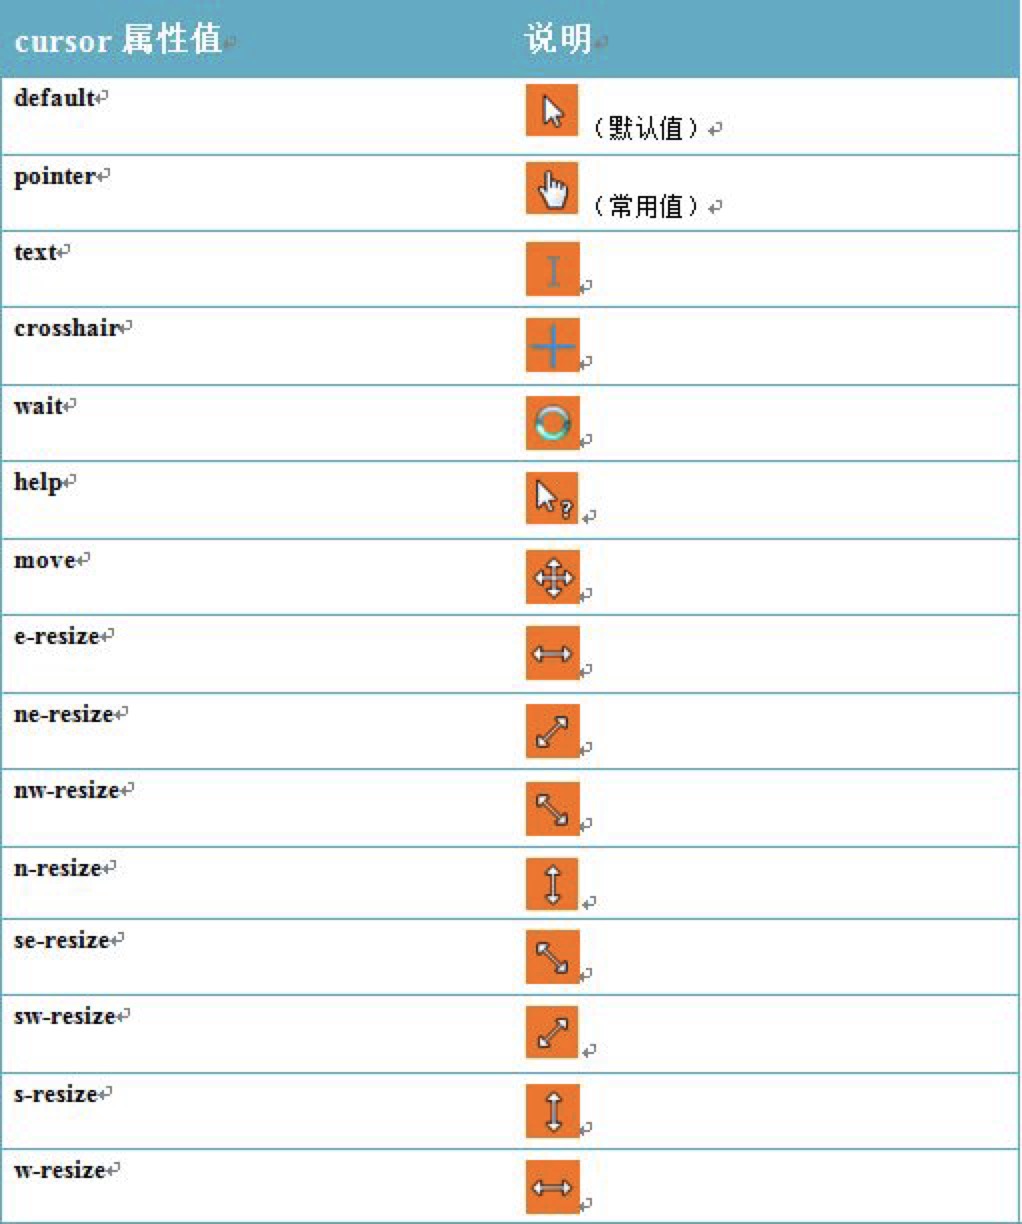 cursor 属性值
说明
default
（默认值）
pointer
（常用值）
text
crosshair
wait
help
move
e-resize
ne-resize
nw-resize
n-resize
se-resize
sw-resize
s-resize
w-resize